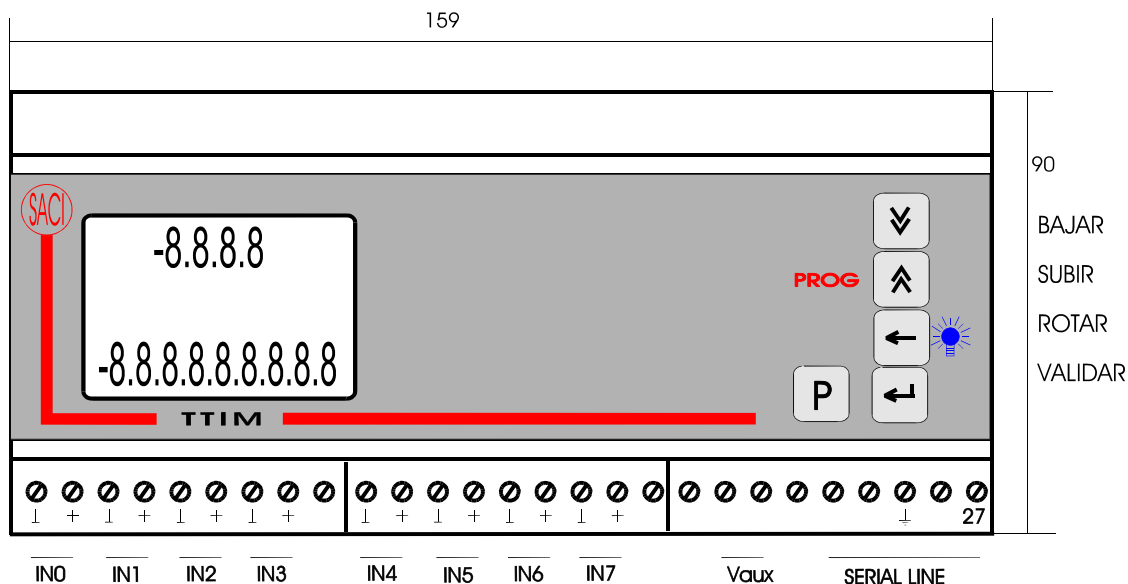 159
90
SACI
-8.8.8.8
-8.8.8.8.8.8.8.8.8
BAJAR
PROG
SUBIR
ROTAR
VALIDAR
P
TTIM
⊥ + ⊥ + ⊥ + ⊥ + ⊥ + ⊥ + ⊥ + ⊥ + ⏚ 27
IN0 IN1 IN2 IN3 IN4 IN5 IN6 IN7 Vaux SERIAL LINE